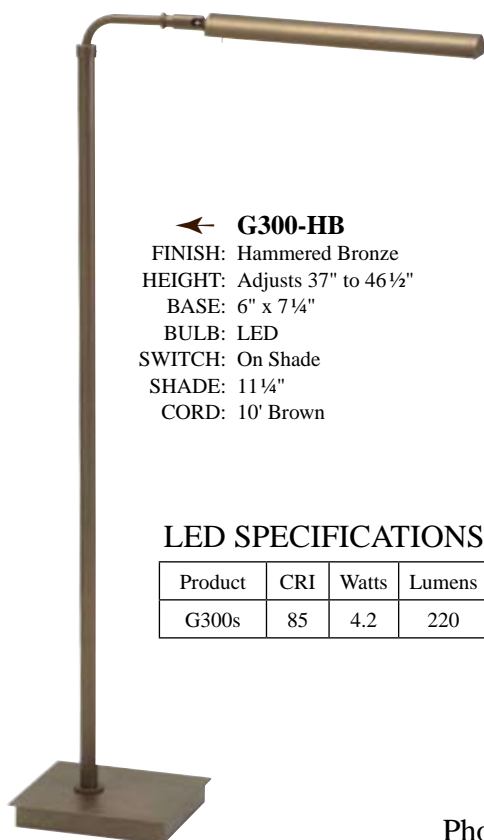 G300-HB
FINISH: Hammered Bronze
HEIGHT: Adjusts 37" to 46½"
BASE: 6" x 7¼"
BULB: LED
SWITCH: On Shade
SHADE: 11¼"
CORD: 10' Brown
LED SPECIFICATIONS
Product CRI Watts Lumens
G300s 85 4.2 220
Pho